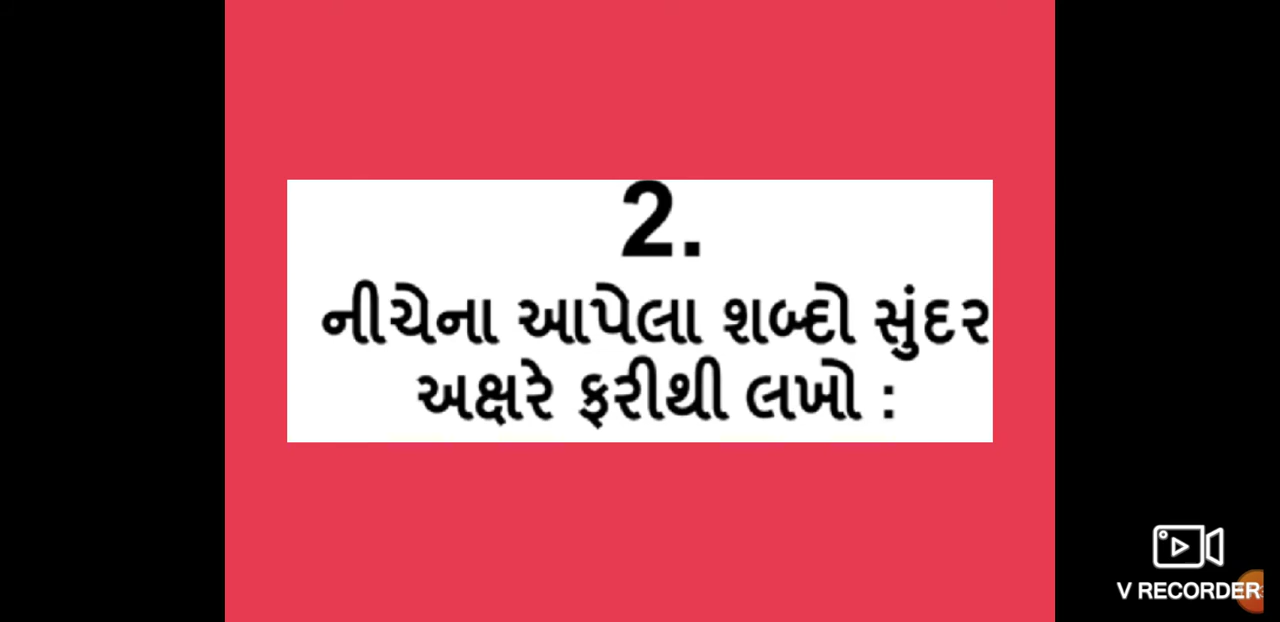 2.
નીચેના આપેલા શબ્દો સુંદર
અક્ષરે ફરીથી લખો :
V RECORDER